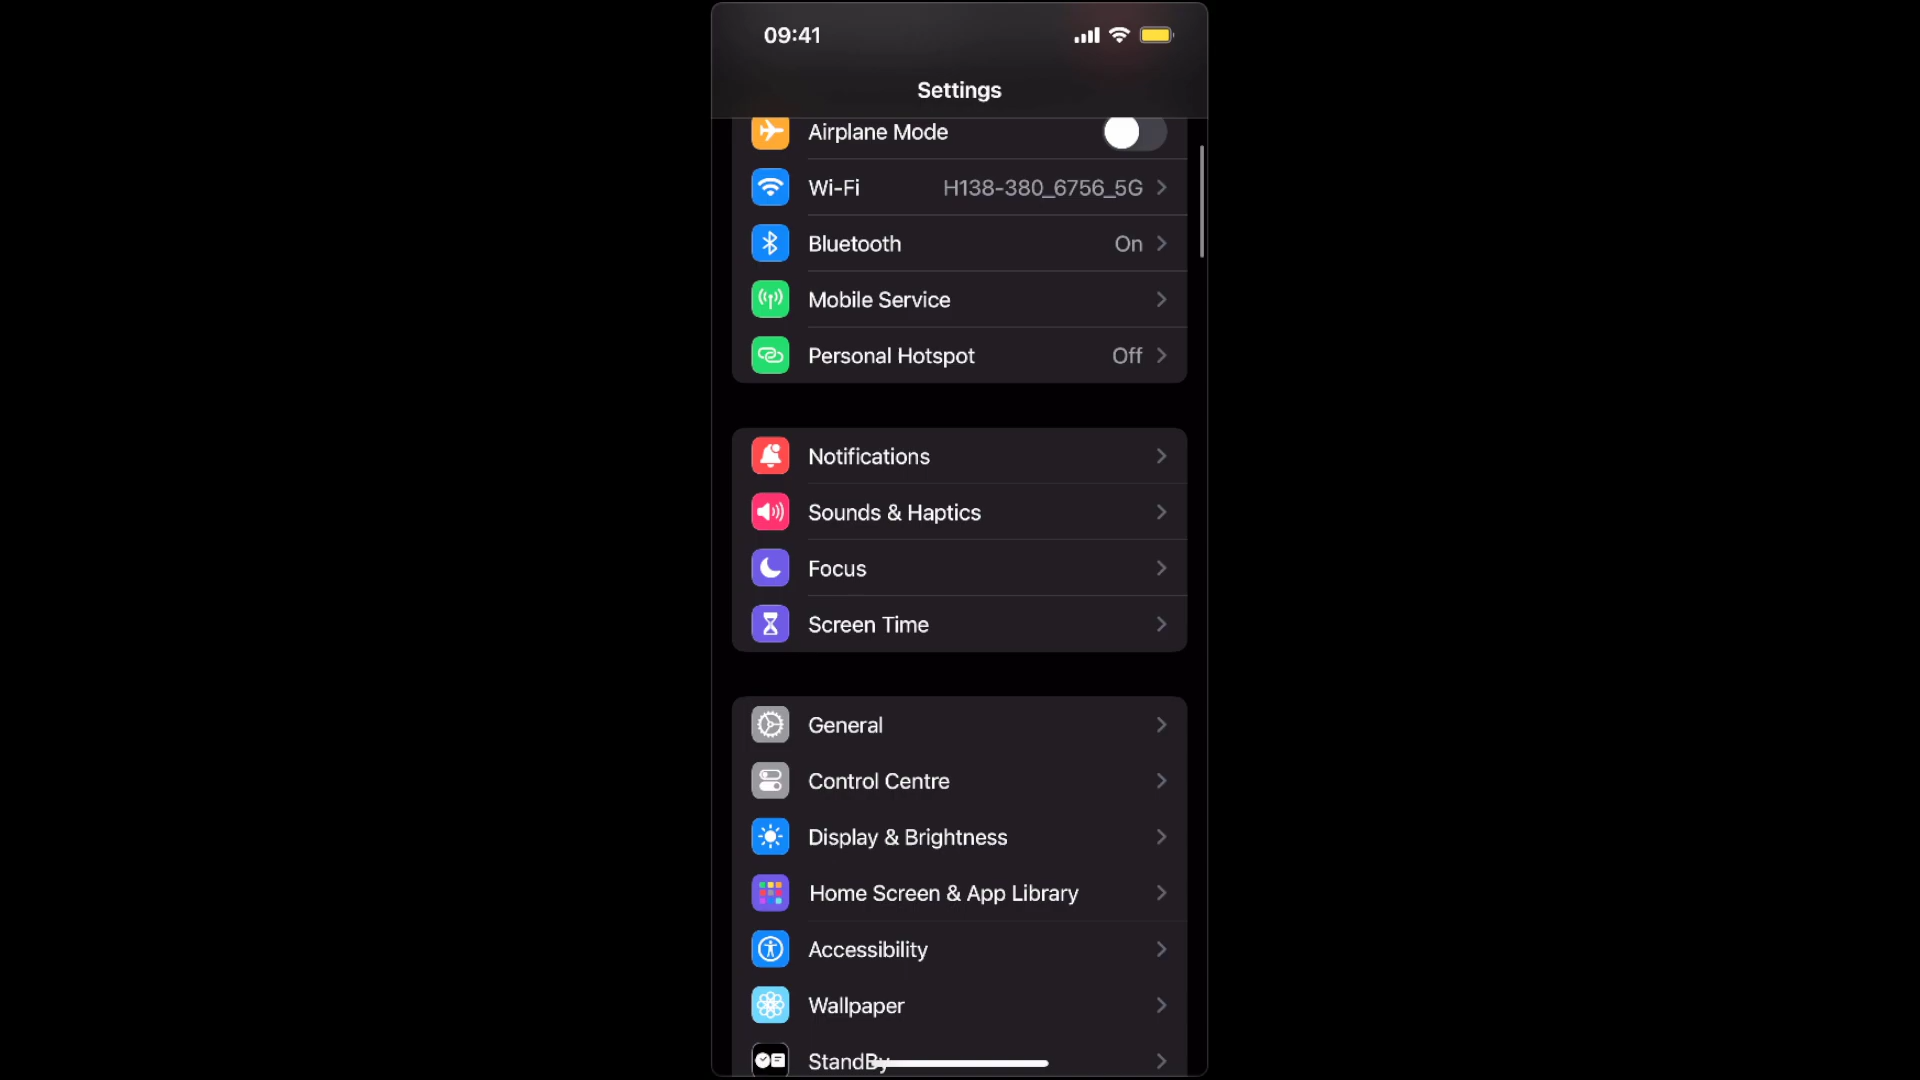 09:41
Settings
Airplane Mode
Wi-Fi H138-380_6756_5G
Bluetooth On
Mobile Service
Personal Hotspot Off
Notifications
Sounds & Haptics
Focus
Screen Time
General
Control Centre
Display & Brightness
Home Screen & App Library
Accessibility
Wallpaper
StandBy